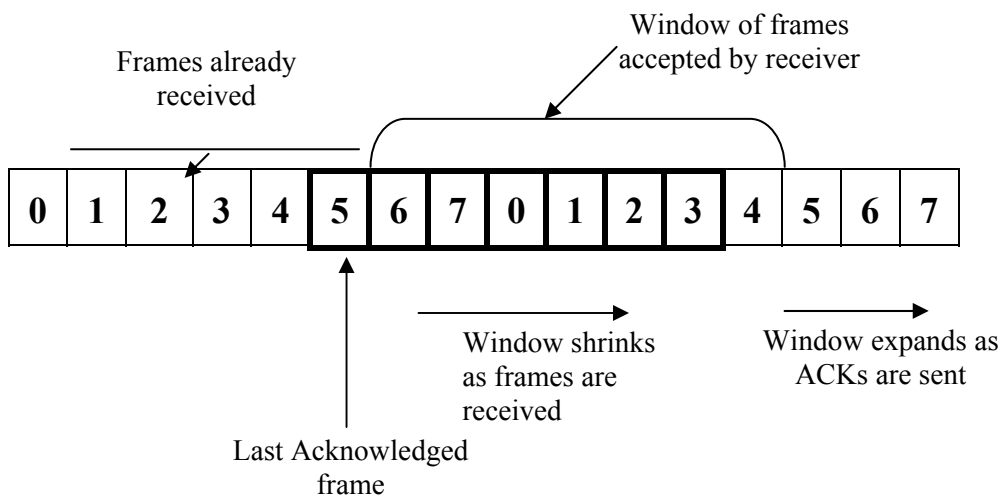 Window of frames
accepted by receiver
Frames already
received
0 1 2 3 4 5 6 7 0 1 2 3 4 5 6 7
Window shrinks
as frames are
received
Window expands as
ACKs are sent
Last Acknowledged
frame